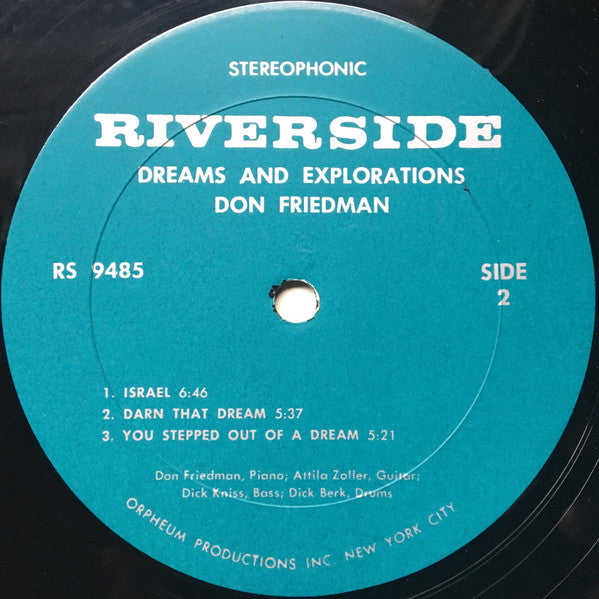 STEREOPHONIC
RIVERSIDE
DREAMS AND EXPLORATIONS
DON FRIEDMAN
RS 9485
SIDE
2
1. ISRAEL 6:46
2. DARN THAT DREAM 5:37
3. YOU STEPPED OUT OF A DREAM 5:21
Don Friedman, Piano; Attila Zoller, Guitar;
Dick Kniss, Bass; Dick Berk, Drums
ORPHEUM PRODUCTIONS INC. NEW YORK CITY